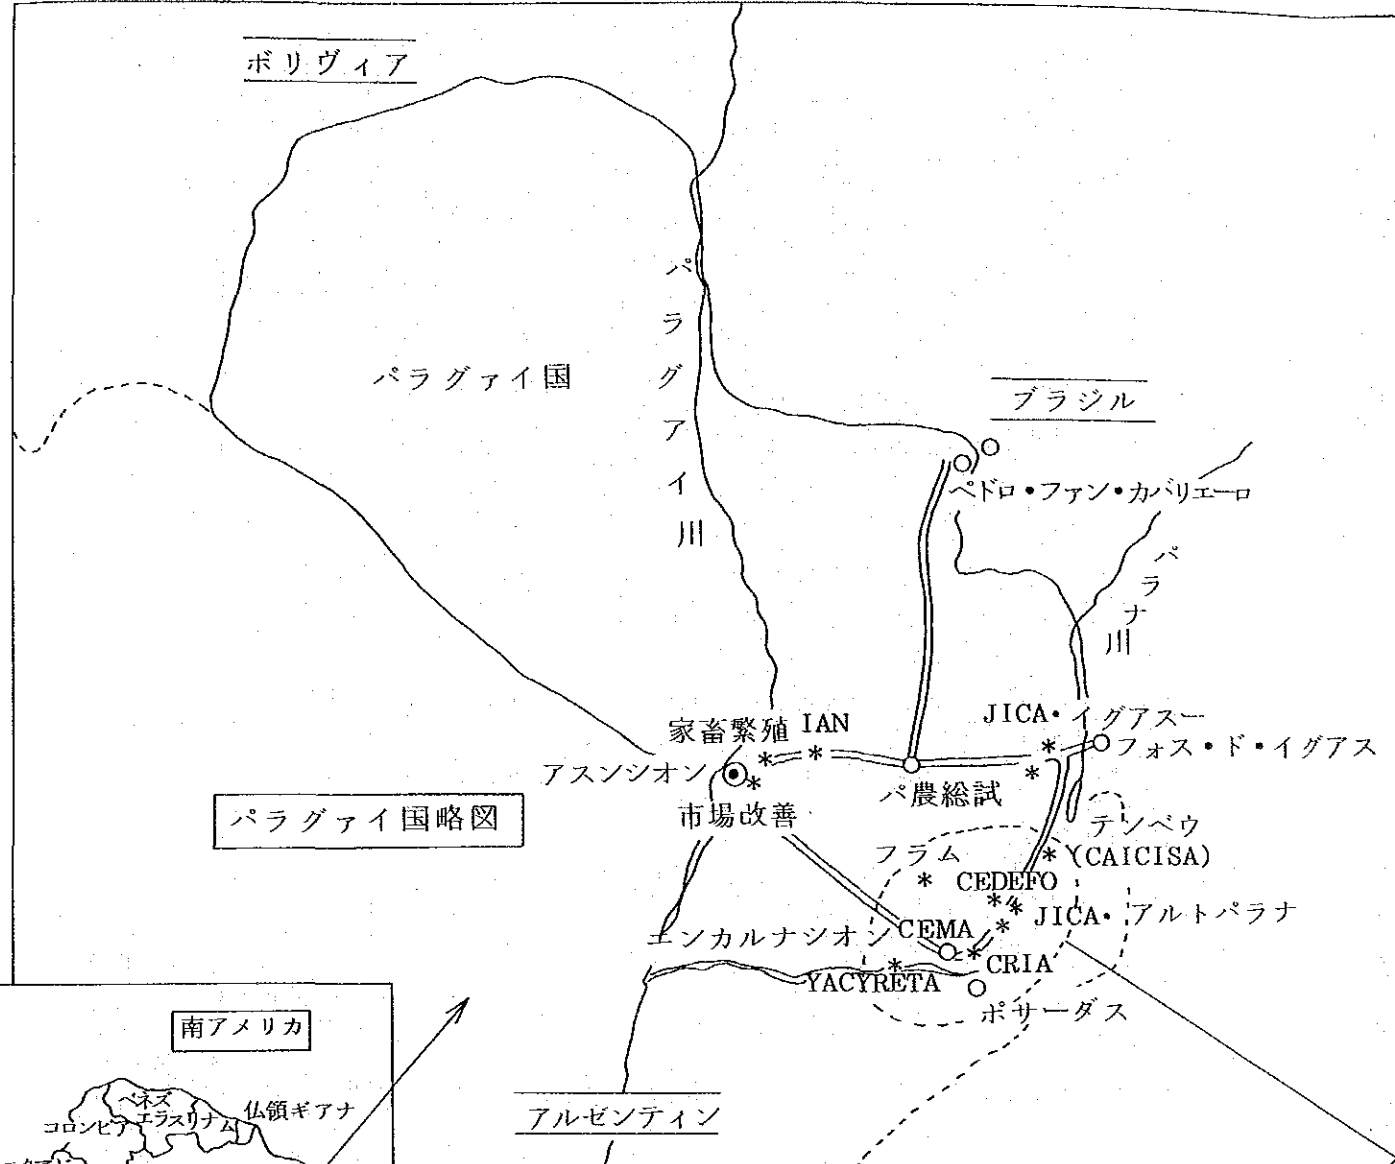 ボリヴィア
パラグアイ川
パラグァイ国
ブラジル
ペドロ・ファン・カバリエーロ
パラナ川
JICA・イグアスー
家畜繁殖 IAN
フォス・ド・イグアス
アスンシオン
パ農総試
市場改善
パラグァイ国略図
テンベウ
(CAICISA)
フラム
CEDEFO
JICA・アルトパラナ
エンカルナシオン
CEMA
CRIA
YACYRETA
ポサーダス
南アメリカ
アルゼンティン
ベネズ
エラスリナム
仏領ギアナ
コロンビア